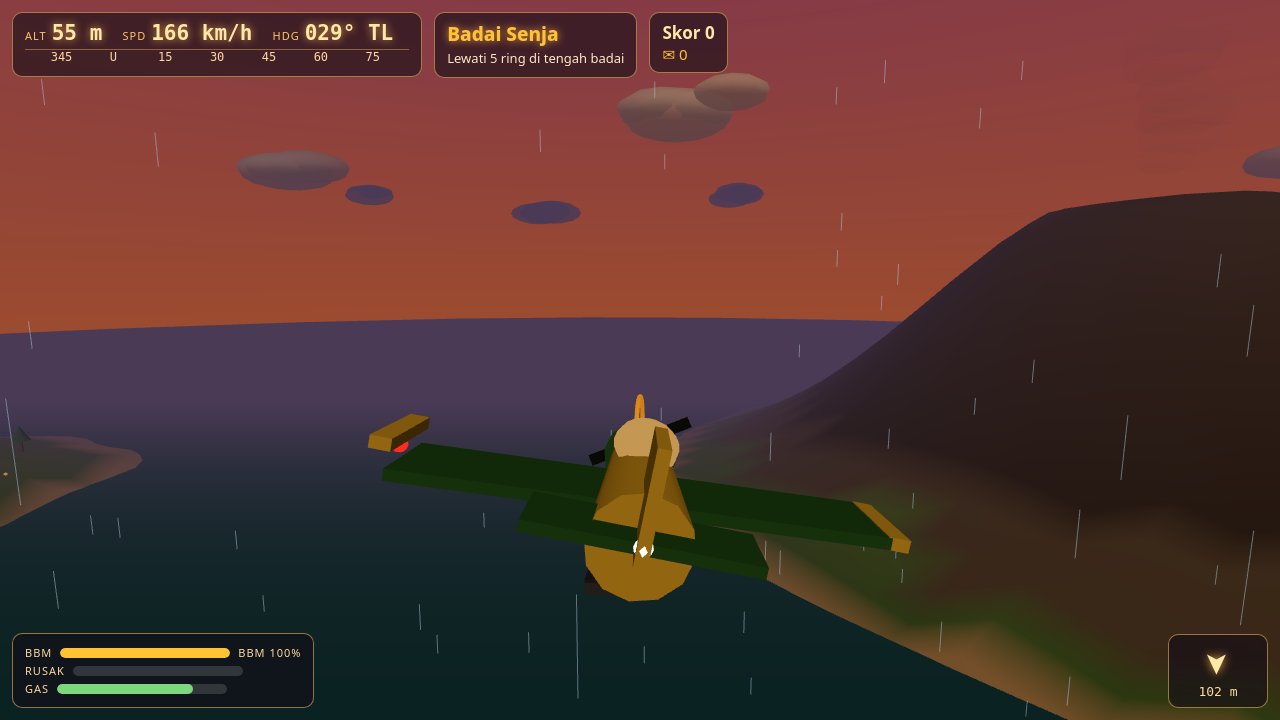 ALT 55 m SPD 166 km/h HDG 029° TL
345 U 15 30 45 60 75
Badai Senja
Lewati 5 ring di tengah badai
Skor 0
✉ 0
BBM BBM 100%
RUSAK
GAS
102 m